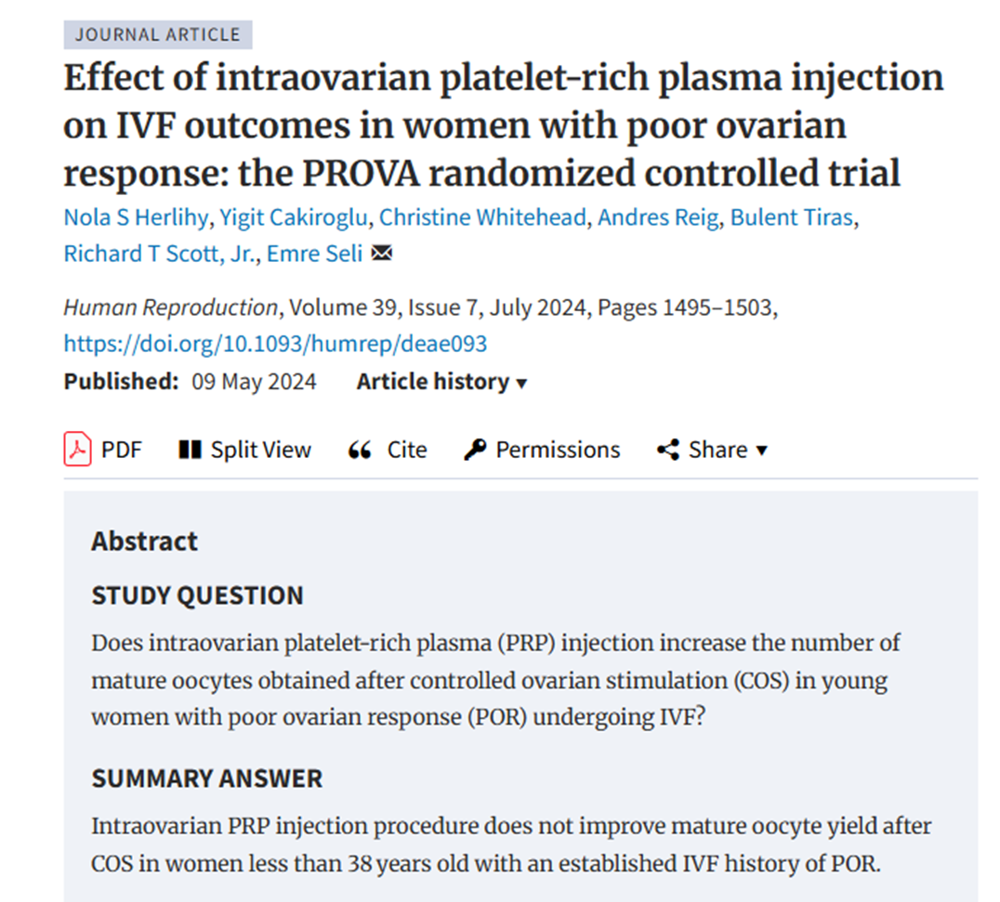 JOURNAL ARTICLE
Effect of intraovarian platelet-rich plasma injection
on IVF outcomes in women with poor ovarian
response: the PROVA randomized controlled trial
Nola S Herlihy, Yigit Cakiroglu, Christine Whitehead, Andres Reig, Bulent Tiras,
Richard T Scott, Jr., Emre Seli
Human Reproduction, Volume 39, Issue 7, July 2024, Pages 1495–1503,
https://doi.org/10.1093/humrep/deae093
Published: 09 May 2024 Article history ▾
PDF Split View Cite Permissions Share ▾
Abstract
STUDY QUESTION
Does intraovarian platelet-rich plasma (PRP) injection increase the number of
mature oocytes obtained after controlled ovarian stimulation (COS) in young
women with poor ovarian response (POR) undergoing IVF?
SUMMARY ANSWER
Intraovarian PRP injection procedure does not improve mature oocyte yield after
COS in women less than 38 years old with an established IVF history of POR.